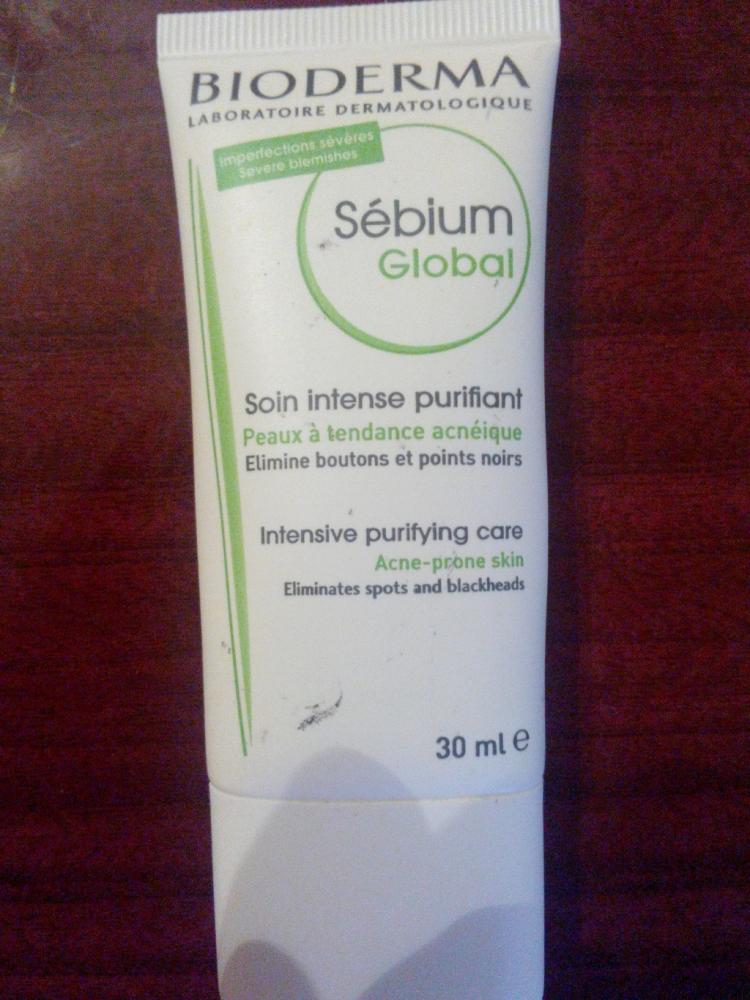 BIODERMA
LABORATOIRE DERMATOLOGIQUE
Imperfections sévères
Severe blemishes
Sébium
Global
Soin intense purifiant
Peaux à tendance acnéique
Elimine boutons et points noirs
Intensive purifying care
Acne-prone skin
Eliminates spots and blackheads
30 ml e